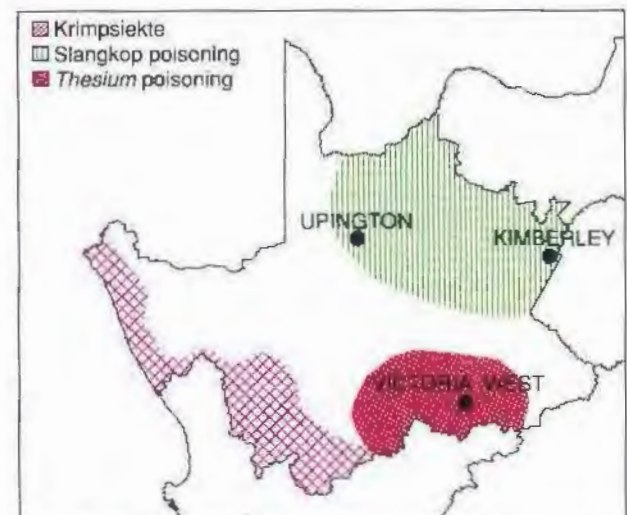 Krimpsiekte
Slangkop poisoning
Thesium poisoning
UPINGTON
KIMBERLEY
VICTORIA WEST